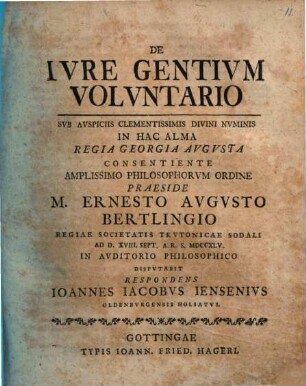 11.
DE
IVRE GENTIVM
VOLVNTARIO
SVB AVSPICIIS CLEMENTISSIMIS DIVINI NVMINIS
IN HAC ALMA
REGIA GEORGIA AVGVSTA
CONSENTIENTE
AMPLISSIMO PHILOSOPHORVM ORDINE
PRAESIDE
M. ERNESTO AVGVSTO
BERTLINGIO
REGIAE SOCIETATIS TEVTONICAE SODALI
AD D. XVIII. SEPT. A. R. S. MDCCXLV.
IN AVDITORIO PHILOSOPHICO
DISPVTABIT
RESPONDENS
IOANNES IACOBVS IENSENIVS
OLDENBVRGENSIS HOLSATVS.
GOTTINGAE
TYPIS IOANN. FRIED. HAGERI.